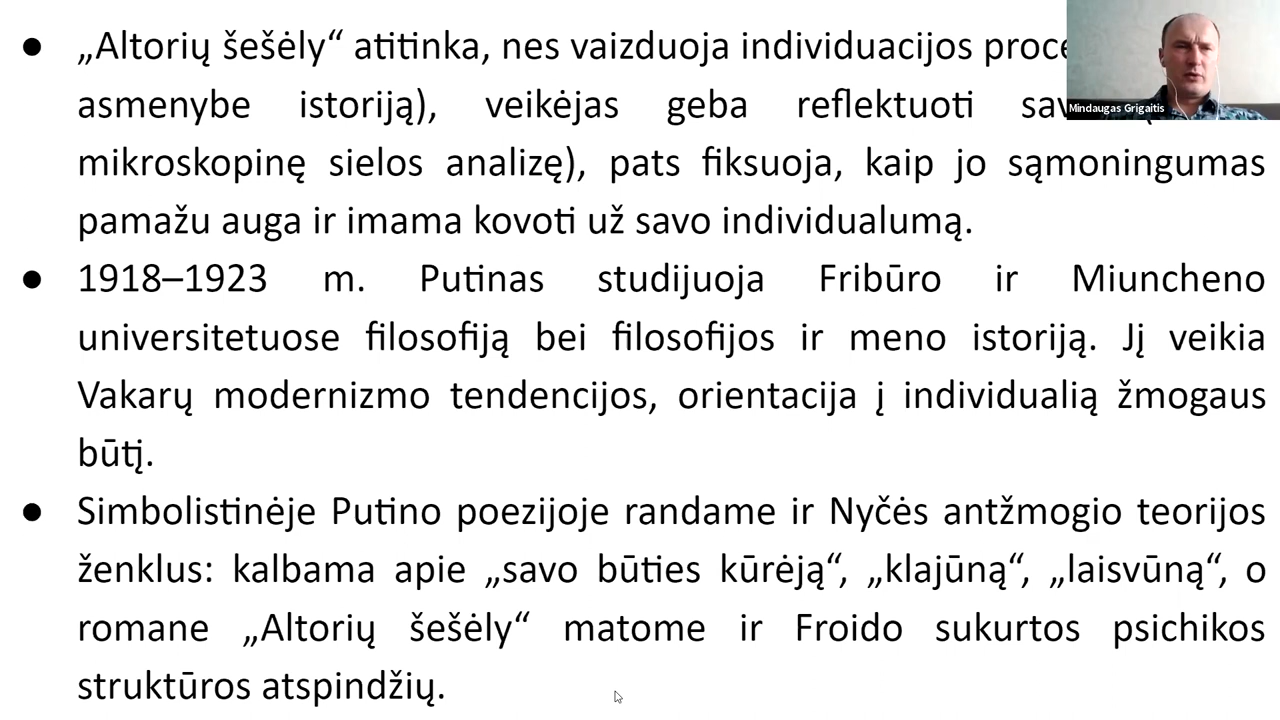 ● „Altorių šešėly“ atitinka, nes vaizduoja individuacijos
asmenybe istoriją), veikėjas geba reflektuoti
mikroskopinę sielos analizę), pats fiksuoja, kaip jo sąmoningumas
pamažu auga ir imama kovoti už savo individualumą.
● 1918–1923 m. Putinas studijuoja Fribūro ir Miuncheno
universitetuose filosofiją bei filosofijos ir meno istoriją. Jį veikia
Vakarų modernizmo tendencijos, orientacija į individualią žmogaus
būtį.
● Simbolistinėje Putino poezijoje randame ir Nyčės antžmogio teorijos
ženklus: kalbama apie „savo būties kūrėją“, „klajūną“, „laisvūną“, o
romane „Altorių šešėly“ matome ir Froido sukurtos psichikos
struktūros atspindžių.
Mindaugas Grigaitis